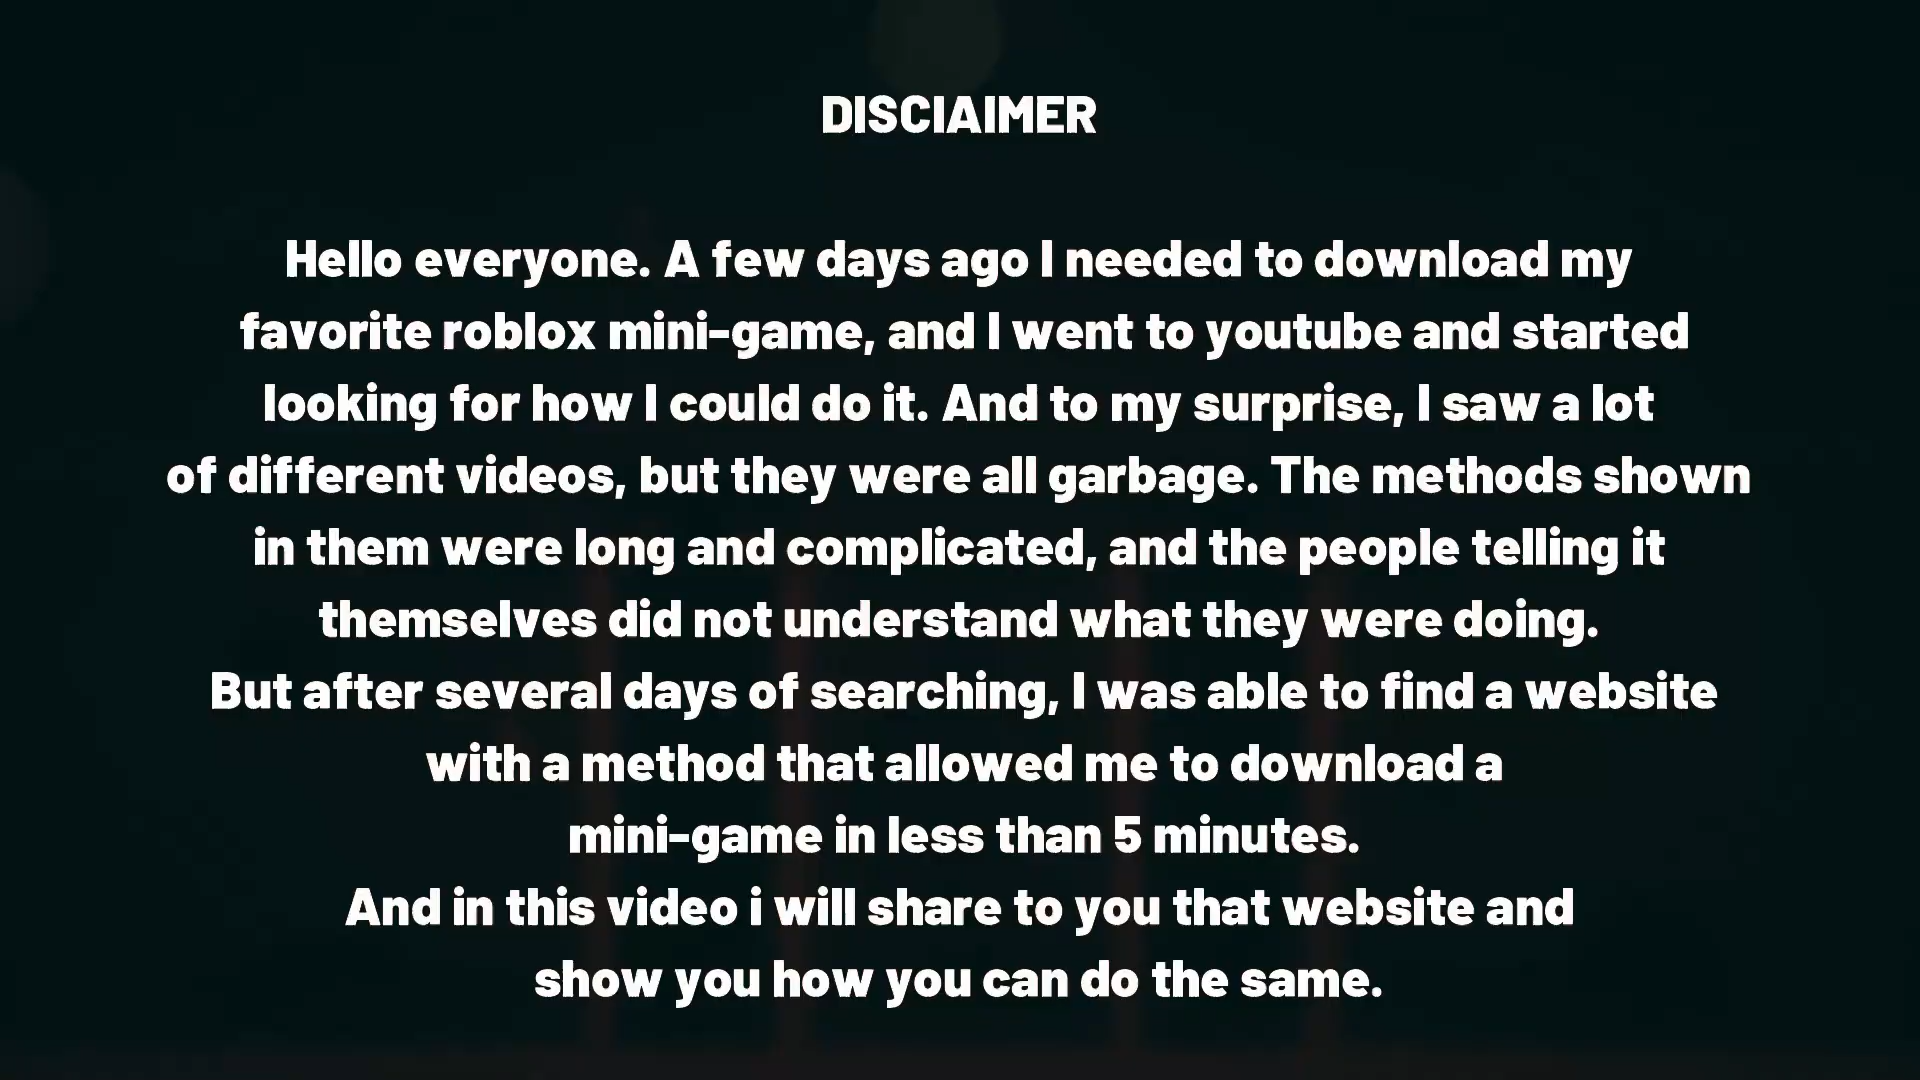 DISCIAIMER
Hello everyone. A few days ago I needed to download my
favorite roblox mini-game, and I went to youtube and started
looking for how I could do it. And to my surprise, I saw a lot
of different videos, but they were all garbage. The methods shown
in them were long and complicated, and the people telling it
themselves did not understand what they were doing.
But after several days of searching, I was able to find a website
with a method that allowed me to download a
mini-game in less than 5 minutes.
And in this video i will share to you that website and
show you how you can do the same.